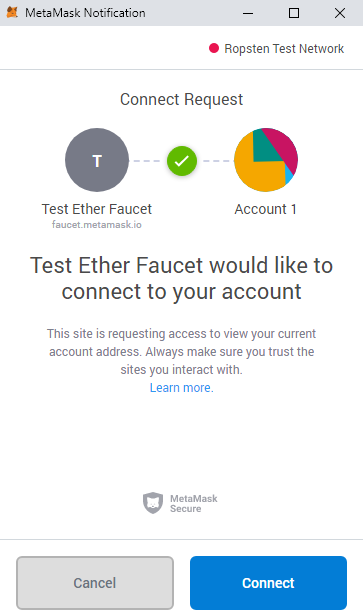 MetaMask Notification
Ropsten Test Network
Connect Request
T
Test Ether Faucet
Account 1
faucet.metamask.io
Test Ether Faucet would like to
connect to your account
This site is requesting access to view your current
account address. Always make sure you trust the
sites you interact with.
Learn more.
MetaMask
Secure
Cancel
Connect